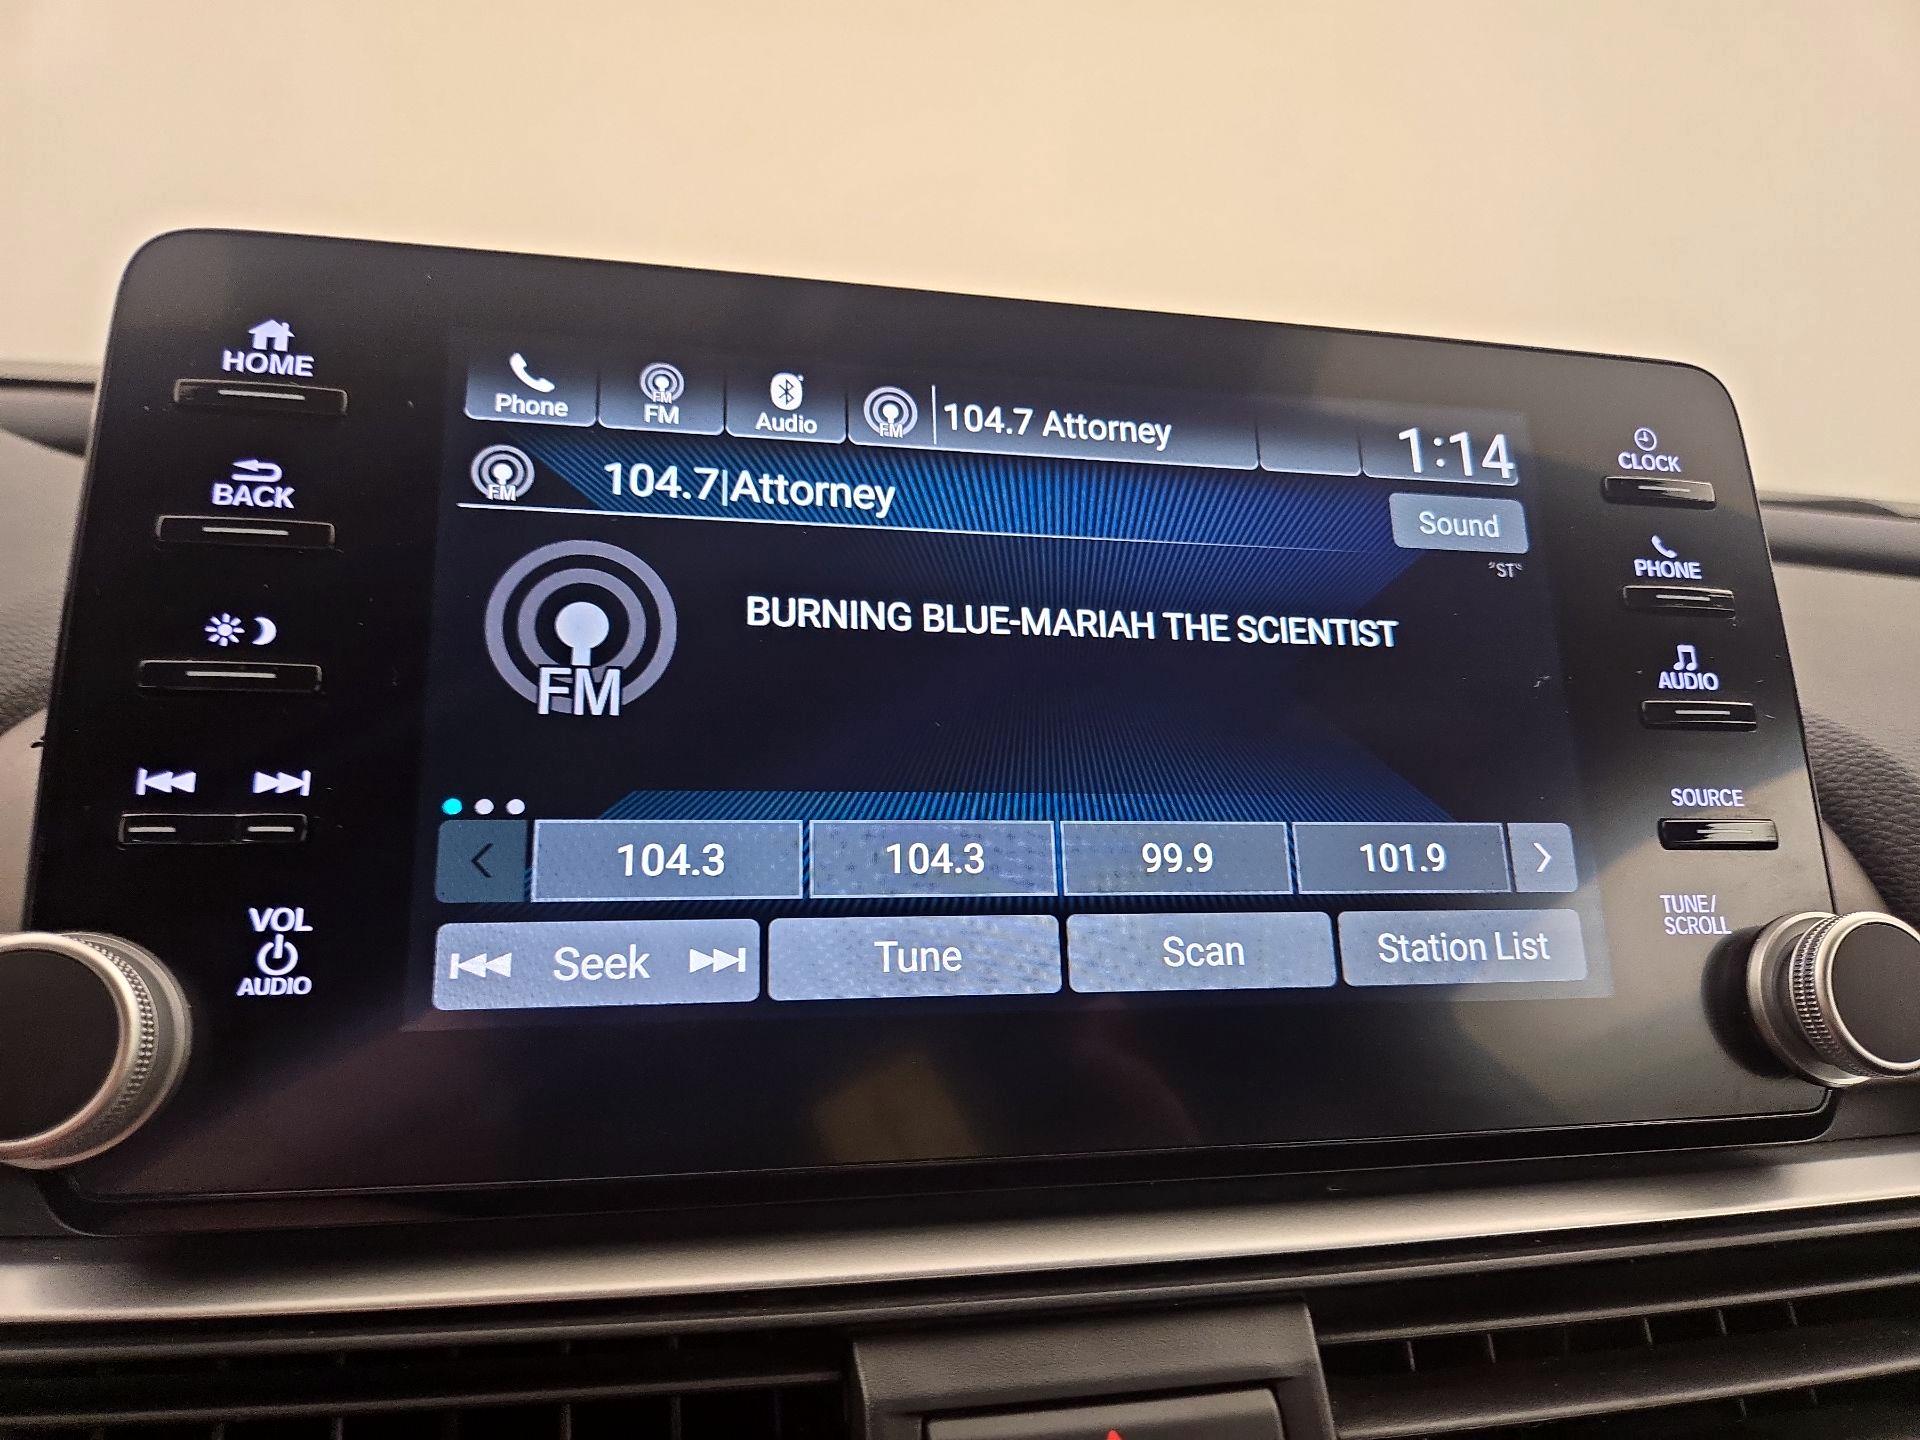 HOME
BACK
VOL
AUDIO
Phone
FM
FM
Audio
FM
104.7 Attorney
1:14
FM
104.7|Attorney
Sound
"ST"
FM
BURNING BLUE-MARIAH THE SCIENTIST
104.3
104.3
99.9
101.9
Seek
Tune
Scan
Station List
CLOCK
PHONE
AUDIO
SOURCE
TUNE/
SCROLL